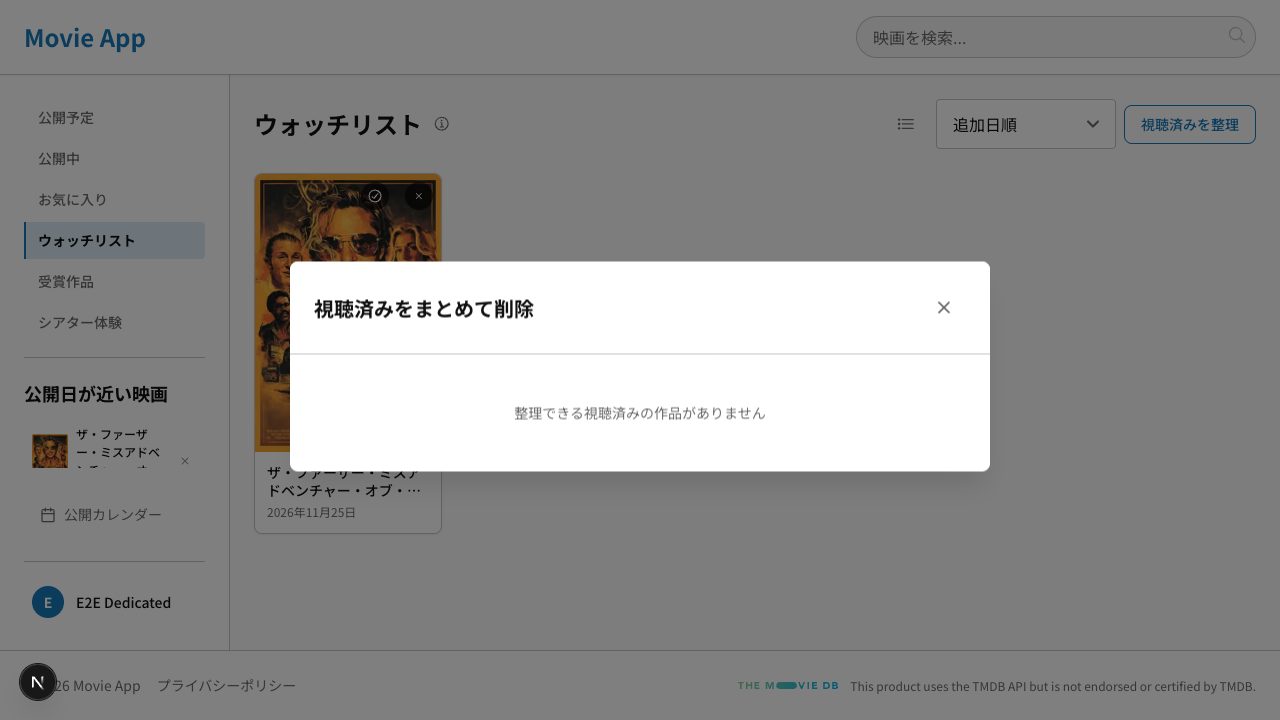 Movie App
映画を検索...
公開予定
公開中
お気に入り
ウォッチリスト
受賞作品
シアター体験
公開日が近い映画
ザ・ファーザ
ー・ミスアドベ
公開カレンダー
E
E2E Dedicated
ウォッチリスト
追加日順
視聴済みを整理
ドベンチャー・オブ・…
2026年11月25日
視聴済みをまとめて削除
整理できる視聴済みの作品がありません
N
26 Movie App
プライバシーポリシー
THE MOVIE DB
This product uses the TMDB API but is not endorsed or certified by TMDB.